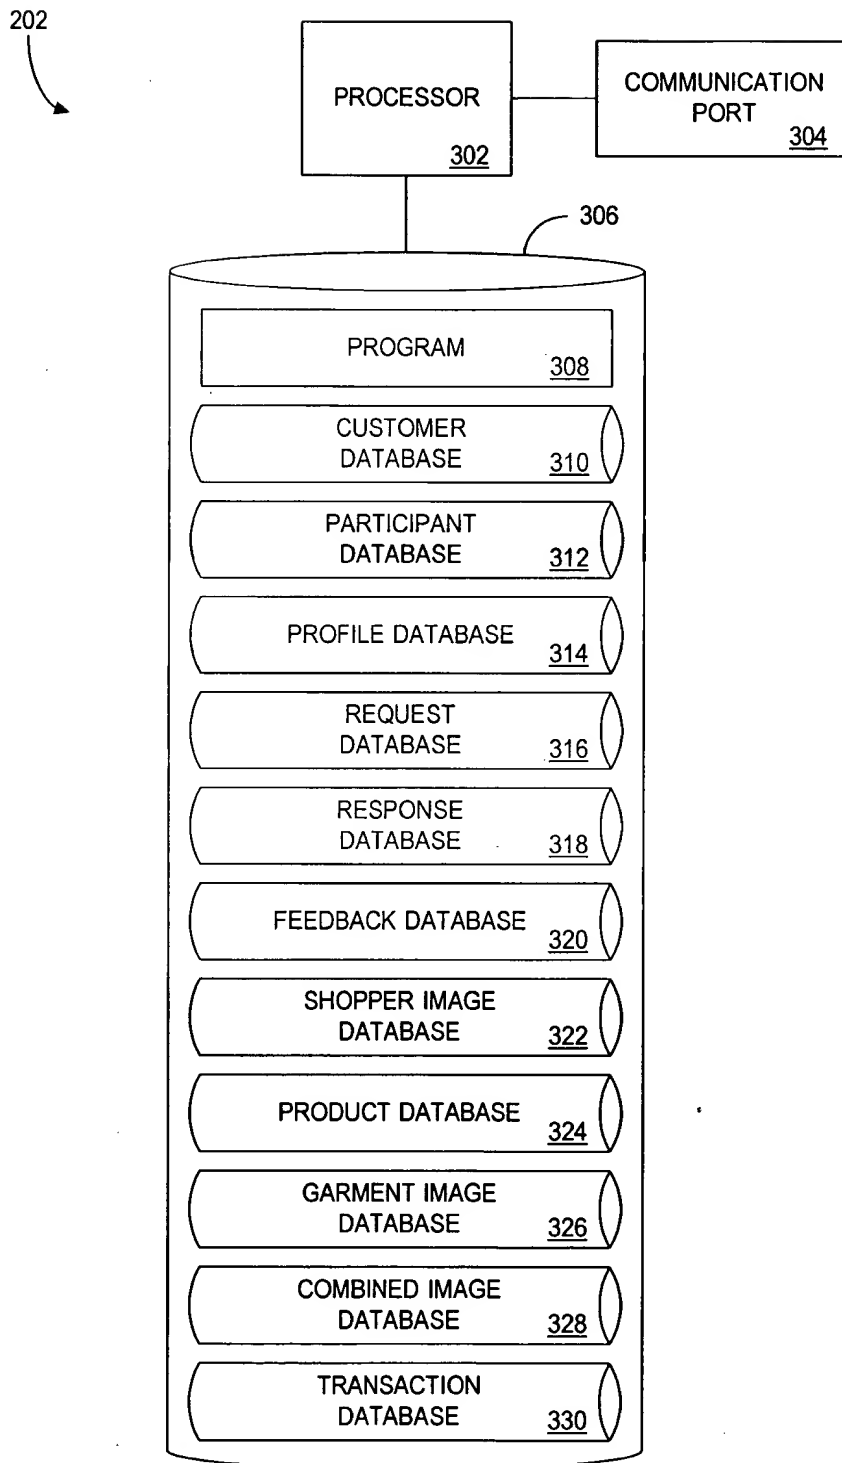 202
PROCESSOR
302
COMMUNICATION
PORT
304
306
PROGRAM
308
CUSTOMER
DATABASE
310
PARTICIPANT
DATABASE
312
PROFILE DATABASE
314
REQUEST
DATABASE
316
RESPONSE
DATABASE
318
FEEDBACK DATABASE
320
SHOPPER IMAGE
DATABASE
322
PRODUCT DATABASE
324
GARMENT IMAGE
DATABASE
326
COMBINED IMAGE
DATABASE
328
TRANSACTION
DATABASE
330